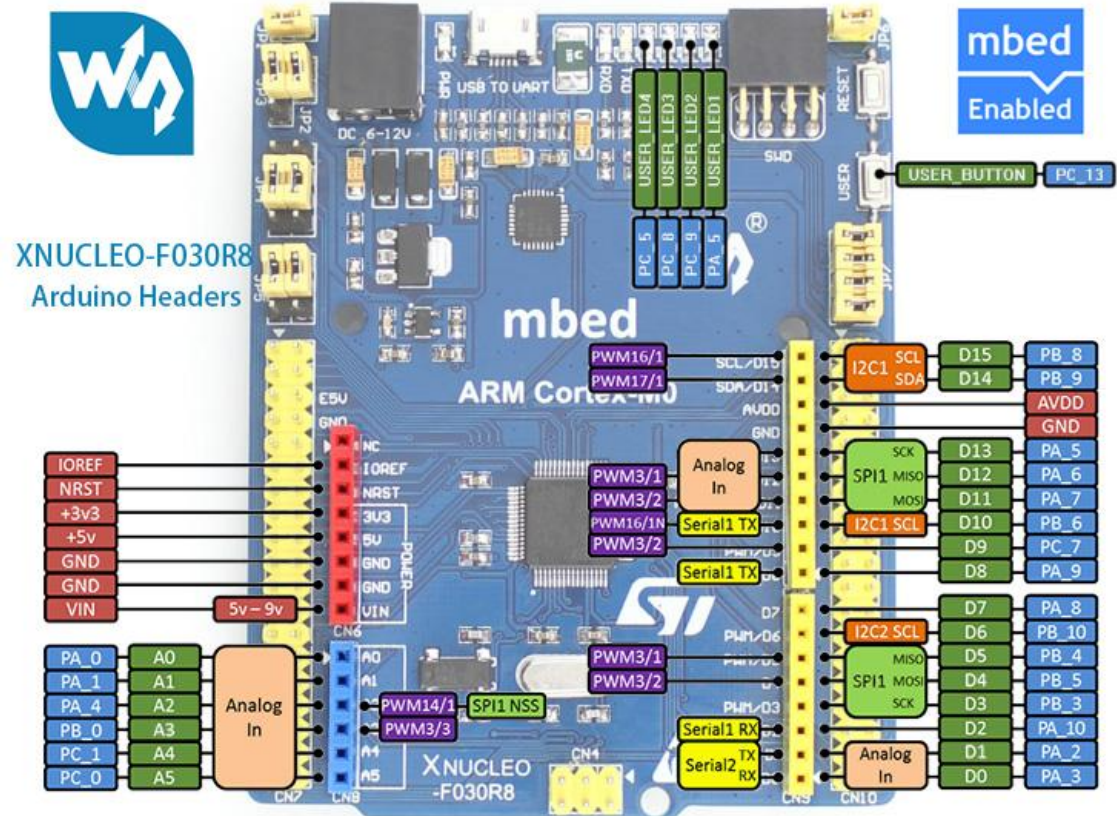 mbed
Enabled
JP3
JP2
PWR
USB TO UART
RXD
TXD
JP6
RESET
DC 6-12V
USER_LED4
USER_LED3
USER_LED2
USER_LED1
PC_5
PC_8
PC_9
PA_5
SWD
USER
USER_BUTTON PC_13
JP5
JP7
XNUCLEO-F030R8
Arduino Headers
®
mbed
ARM Cortex-M0
E5V
GND
PWM16/1 SCL/D15 I2C1 SCL D15 PB_8
PWM17/1 SDA/D14 SDA D14 PB_9
AVDD AVDD
GND GND
Analog In
SPI1
SCK D13 PA_5
PWM3/1 MISO D12 PA_6
PWM3/2 MOSI D11 PA_7
PWM16/1N Serial1 TX I2C1 SCL D10 PB_6
PWM3/2 D9 PC_7
Serial1 TX D8 PA_9
NC
IOREF IOREF
NRST NRST
+3v3 3V3
+5v 5V
GND GND
GND GND
VIN 5v – 9v VIN
POWER
CN6
ST
D7 D7 PA_8
PWM/D6 I2C2 SCL D6 PB_10
PWM3/1 MISO D5 PB_4
PWM3/2 SPI1 MOSI D4 PB_5
PWM/D3 SCK D3 PB_3
Serial1 RX D2 PA_10
Serial2 TX D1 PA_2
RX D0 PA_3
Analog In
PA_0 A0 A0
PA_1 A1 A1
PA_4 A2 PWM14/1 SPI1 NSS
PB_0 A3 PWM3/3
PC_1 A4 A4
PC_0 A5 A5
Analog In
CN7
CN8
XNUCLEO
-F030R8
CN4
CN9
CN10